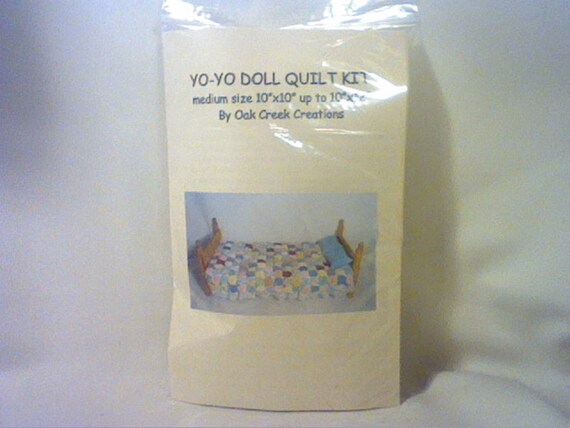 YO-YO DOLL QUILT KIT
medium size 10"x10" up to
By Oak Creek Creations